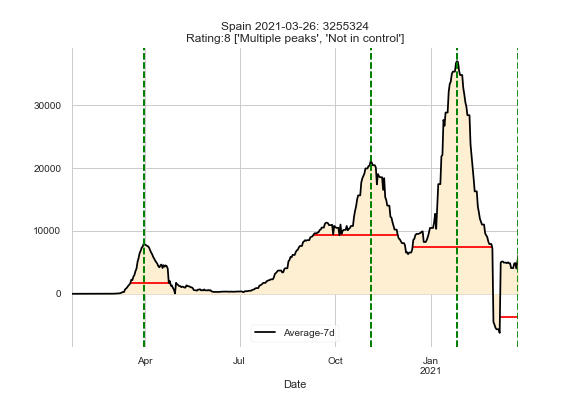 Spain 2021-03-26: 3255324
Rating:8 ['Multiple peaks', 'Not in control']
30000
20000
10000
0
Average-7d
Apr
Jul
Oct
Jan
2021
Date